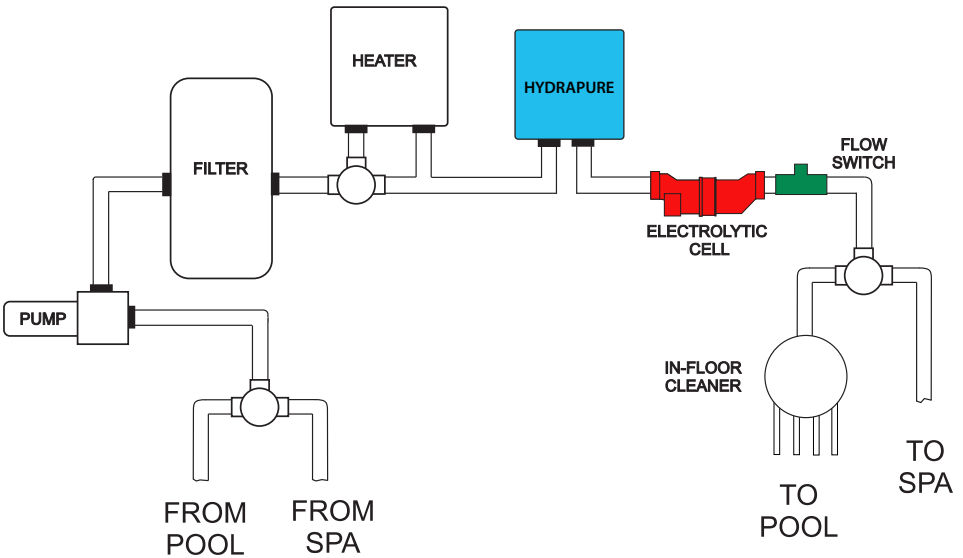 HEATER
HYDRAPURE
FILTER
FLOW
SWITCH
ELECTROLYTIC
CELL
PUMP
IN-FLOOR
CLEANER
FROM
POOL
FROM
SPA
TO
POOL
TO
SPA